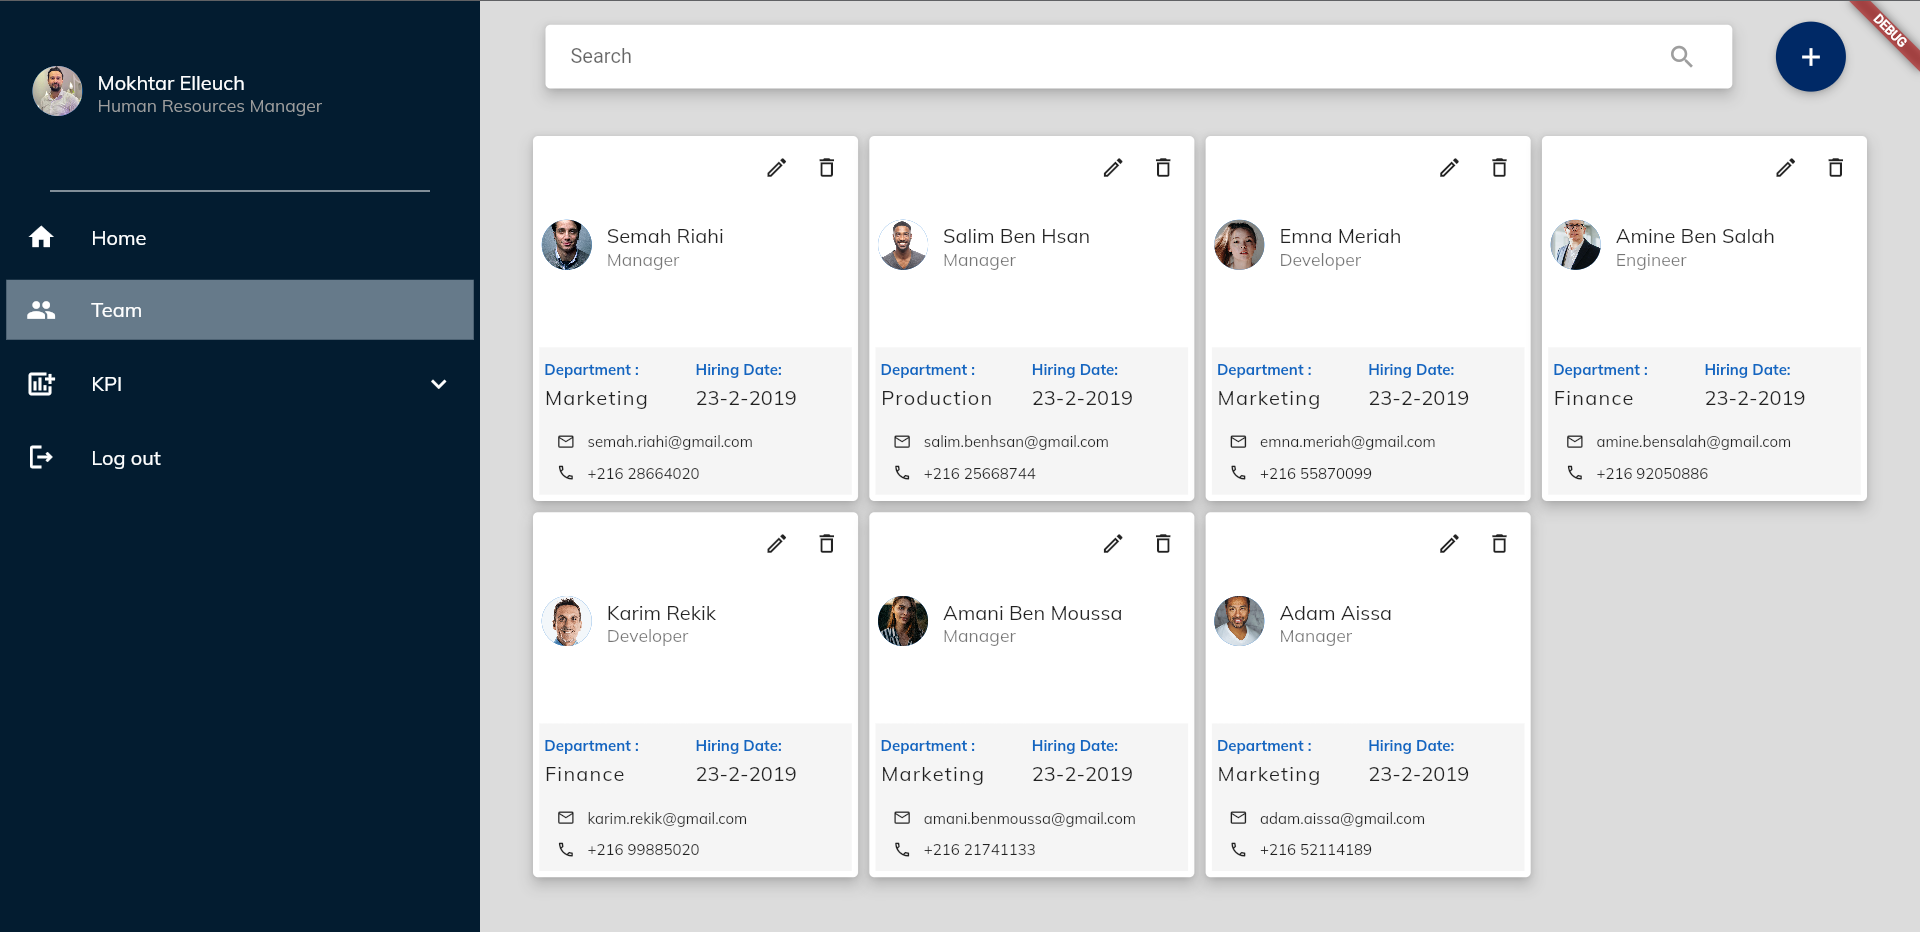 Mokhtar Elleuch
Human Resources Manager
Home
Team
KPI
Log out
Search
+
DEBUG
Semah Riahi
Manager
Department :
Hiring Date:
Marketing
23-2-2019
semah.riahi@gmail.com
+216 28664020
Salim Ben Hsan
Manager
Department :
Hiring Date:
Production
23-2-2019
salim.benhsan@gmail.com
+216 25668744
Emna Meriah
Developer
Department :
Hiring Date:
Marketing
23-2-2019
emna.meriah@gmail.com
+216 55870099
Amine Ben Salah
Engineer
Department :
Hiring Date:
Finance
23-2-2019
amine.bensalah@gmail.com
+216 92050886
Karim Rekik
Developer
Department :
Hiring Date:
Finance
23-2-2019
karim.rekik@gmail.com
+216 99885020
Amani Ben Moussa
Manager
Department :
Hiring Date:
Marketing
23-2-2019
amani.benmoussa@gmail.com
+216 21741133
Adam Aissa
Manager
Department :
Hiring Date:
Marketing
23-2-2019
adam.aissa@gmail.com
+216 52114189